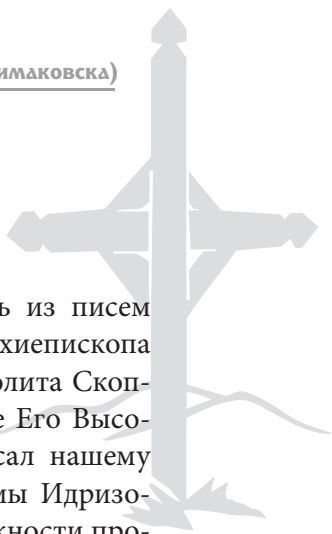 имаковска)
ь из писем
хиепископа
олита Скоп-
е Его Высо-
сал нашему
мы Идризо-
жности про-